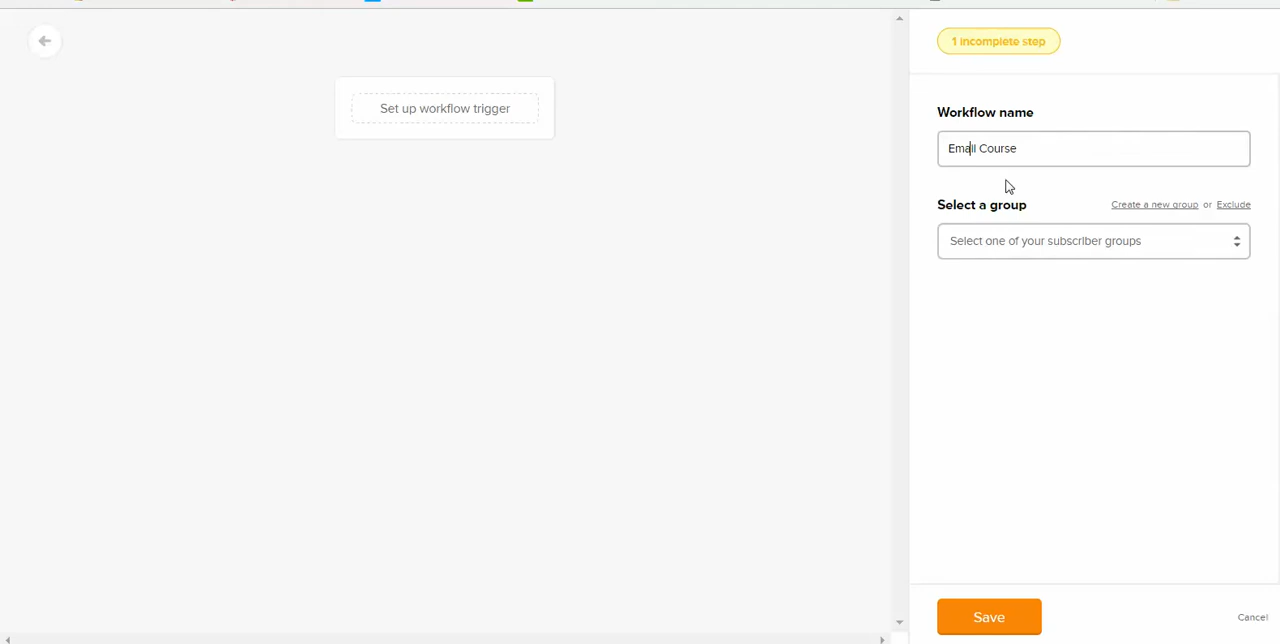 1 incomplete step
Set up workflow trigger
Workflow name
Email Course
Select a group
Create a new group or Exclude
Select one of your subscriber groups
Save
Cancel